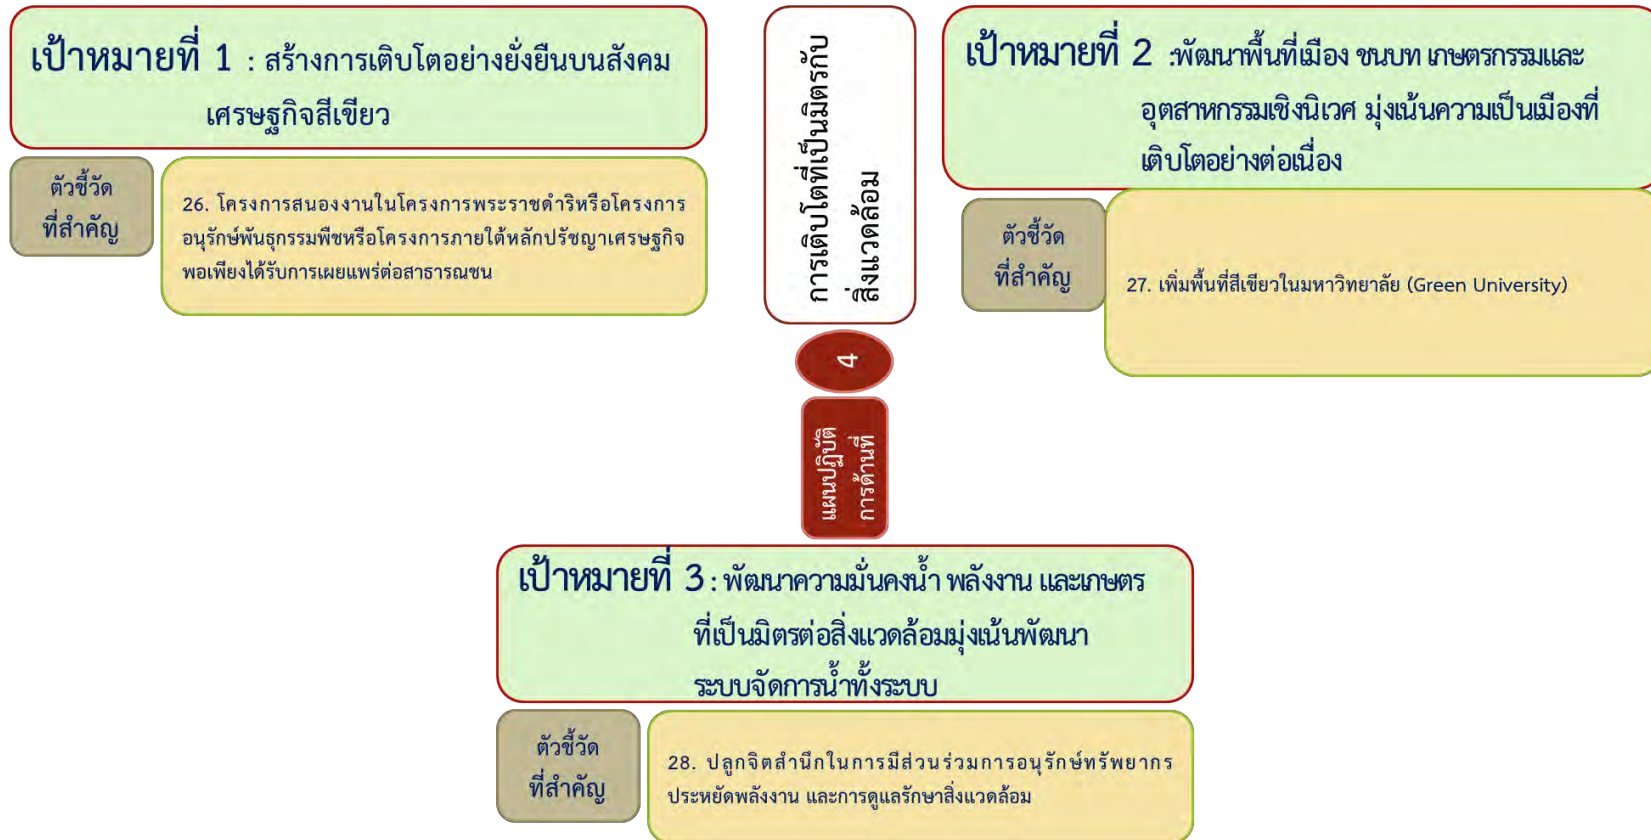 เป้าหมายที่ 1 : สร้างการเติบโตอย่างยั่งยืนบนสังคม
เศรษฐกิจสีเขียว
ตัวชี้วัด
ที่สำคัญ
26. โครงการสนองงานในโครงการพระราชดำริหรือโครงการ
อนุรักษ์พันธุกรรมพืชหรือโครงการภายใต้หลักปรัชญาเศรษฐกิจ
พอเพียงได้รับการเผยแพร่ต่อสาธารณชน
การเติบโตที่เป็นมิตรกับ
สิ่งแวดล้อม
4
แผนปฏิบัติ
การด้านที่
เป้าหมายที่ 2 :พัฒนาพื้นที่เมือง ชนบท เกษตรกรรมและ
อุตสาหกรรมเชิงนิเวศ มุ่งเน้นความเป็นเมืองที่
เติบโตอย่างต่อเนื่อง
ตัวชี้วัด
ที่สำคัญ
27. เพิ่มพื้นที่สีเขียวในมหาวิทยาลัย (Green University)
เป้าหมายที่ 3 : พัฒนาความมั่นคงน้ำ พลังงาน และเกษตร
ที่เป็นมิตรต่อสิ่งแวดล้อมมุ่งเน้นพัฒนา
ระบบจัดการน้ำทั้งระบบ
ตัวชี้วัด
ที่สำคัญ
28. ปลูกจิตสำนึกในการมีส่วนร่วมการอนุรักษ์ทรัพยากร
ประหยัดพลังงาน และการดูแลรักษาสิ่งแวดล้อม